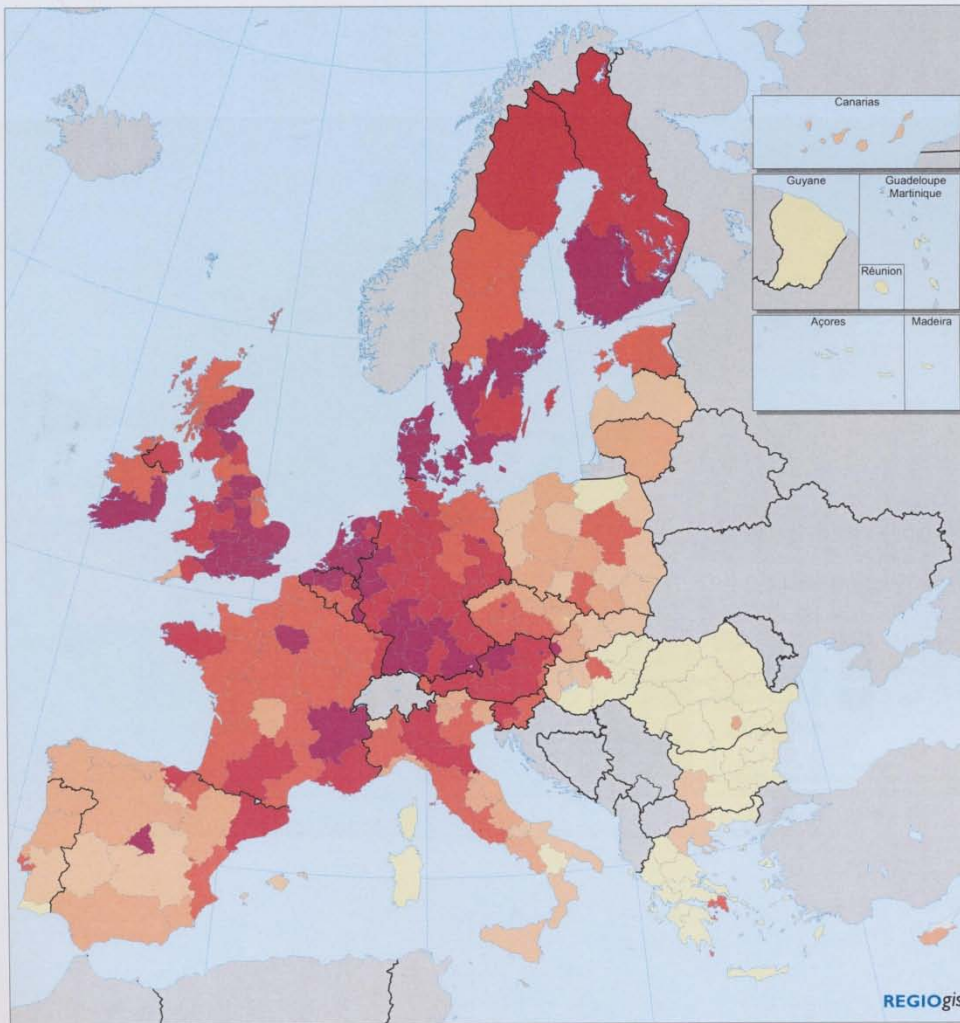 Canarias
Guyane
Guadeloupe
Martinique
Réunion
Açores
Madeira
REGIOgis